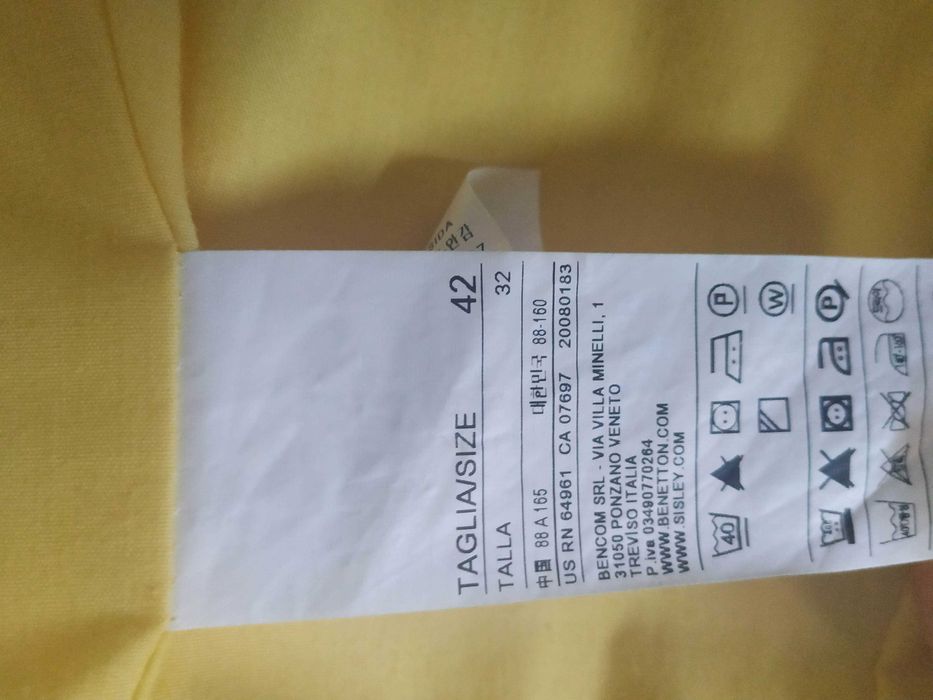 TAGLIA/SIZE 42
TALLA 32
中国 88 A 165 대한민국 88-160
US RN 64961 CA 07697 20080183
BENCOM SRL - VIA VILLA MINELLI, 1
31050 PONZANO VENETO
TREVISO ITALIA
P.iva 03490770264
WWW.BENETTON.COM
WWW.SISLEY.COM
40 P
W
P
안감